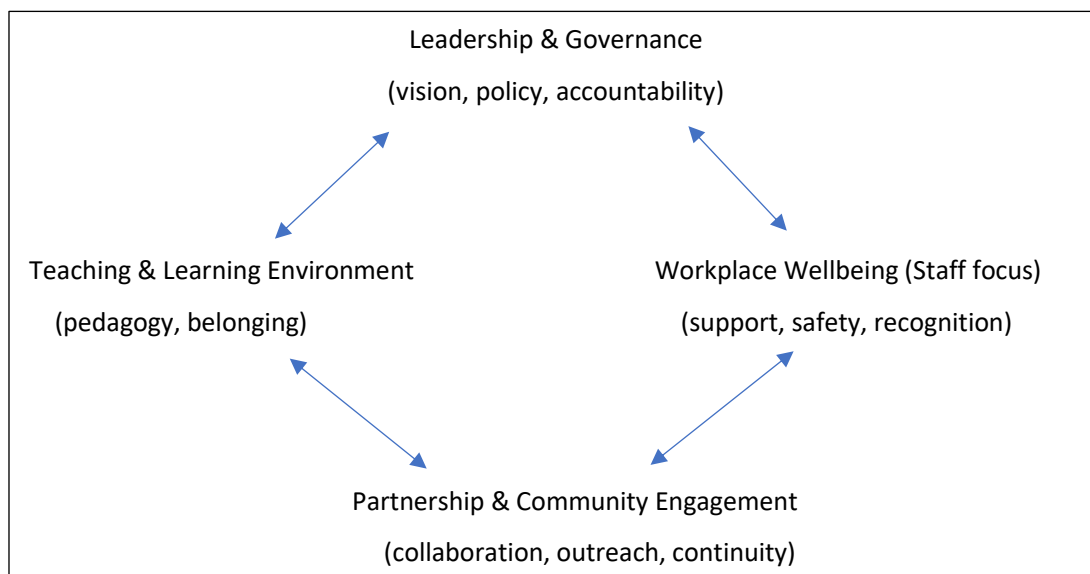 Leadership & Governance
(vision, policy, accountability)
Teaching & Learning Environment
(pedagogy, belonging)
Workplace Wellbeing (Staff focus)
(support, safety, recognition)
Partnership & Community Engagement
(collaboration, outreach, continuity)